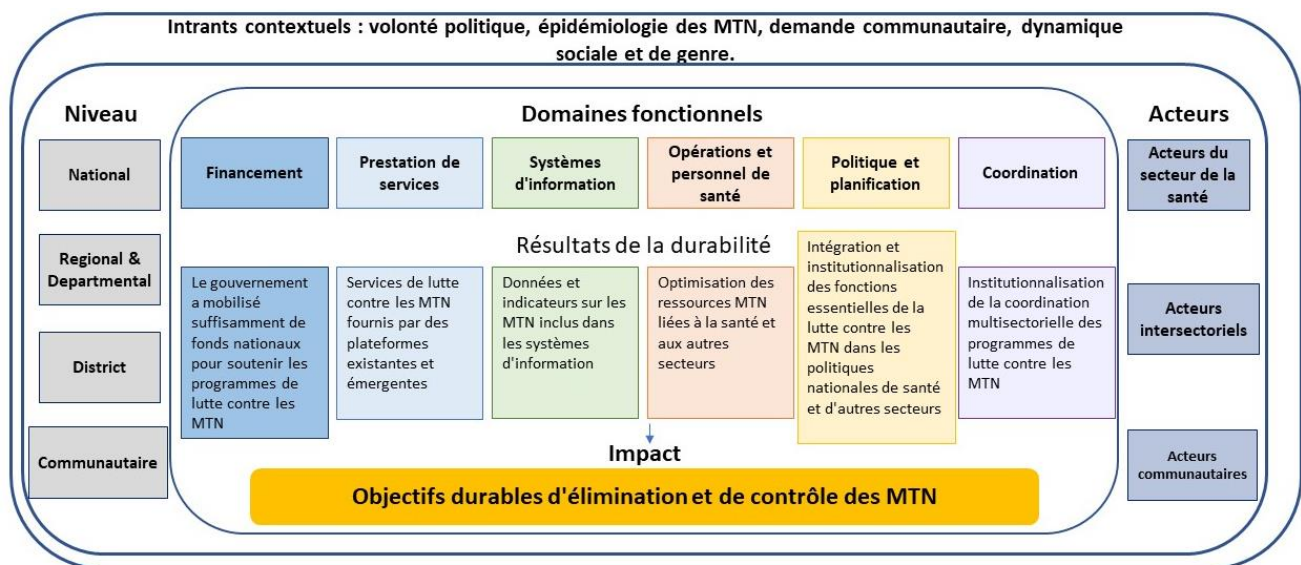 Intrants contextuels : volonté politique, épidémiologie des MTN, demande communautaire, dynamique
sociale et de genre.
Niveau
National
Regional &
Departmental
District
Communautaire
Domaines fonctionnels
Financement
Prestation de
services
Systèmes
d'information
Opérations et
personnel de
santé
Politique et
planification
Coordination
Résultats de la durabilité
Le gouvernement
a mobilisé
suffisamment de
fonds nationaux
pour soutenir les
programmes de
lutte contre les
MTN
Services de lutte
contre les MTN
fournis par des
plateformes
existantes et
émergentes
Données et
indicateurs sur les
MTN inclus dans
les systèmes
d'information
Optimisation des
ressources MTN
liées à la santé et
aux autres
secteurs
Intégration et
institutionnalisation
des fonctions
essentielles de la
lutte contre les
MTN dans les
politiques
nationales de santé
et d'autres secteurs
Institutionnalisation
de la coordination
multisectorielle des
programmes de
lutte contre les
MTN
Impact
Objectifs durables d'élimination et de contrôle des MTN
Acteurs
Acteurs du
secteur de la
santé
Acteurs
intersectoriels
Acteurs
communautaires